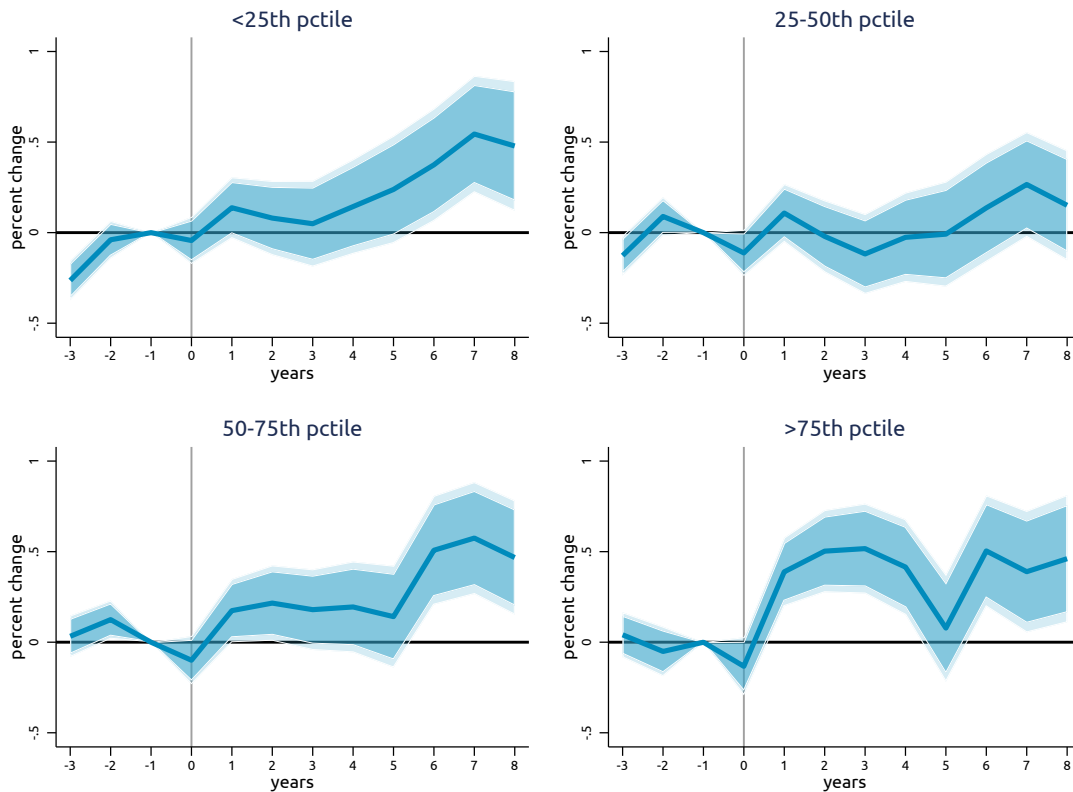 <25th pctile
percent change
1
.5
0
-.5
-3 -2 -1 0 1 2 3 4 5 6 7 8
years
25-50th pctile
percent change
1
.5
0
-.5
-3 -2 -1 0 1 2 3 4 5 6 7 8
years
50-75th pctile
percent change
1
.5
0
-.5
-3 -2 -1 0 1 2 3 4 5 6 7 8
years
>75th pctile
percent change
1
.5
0
-.5
-3 -2 -1 0 1 2 3 4 5 6 7 8
years